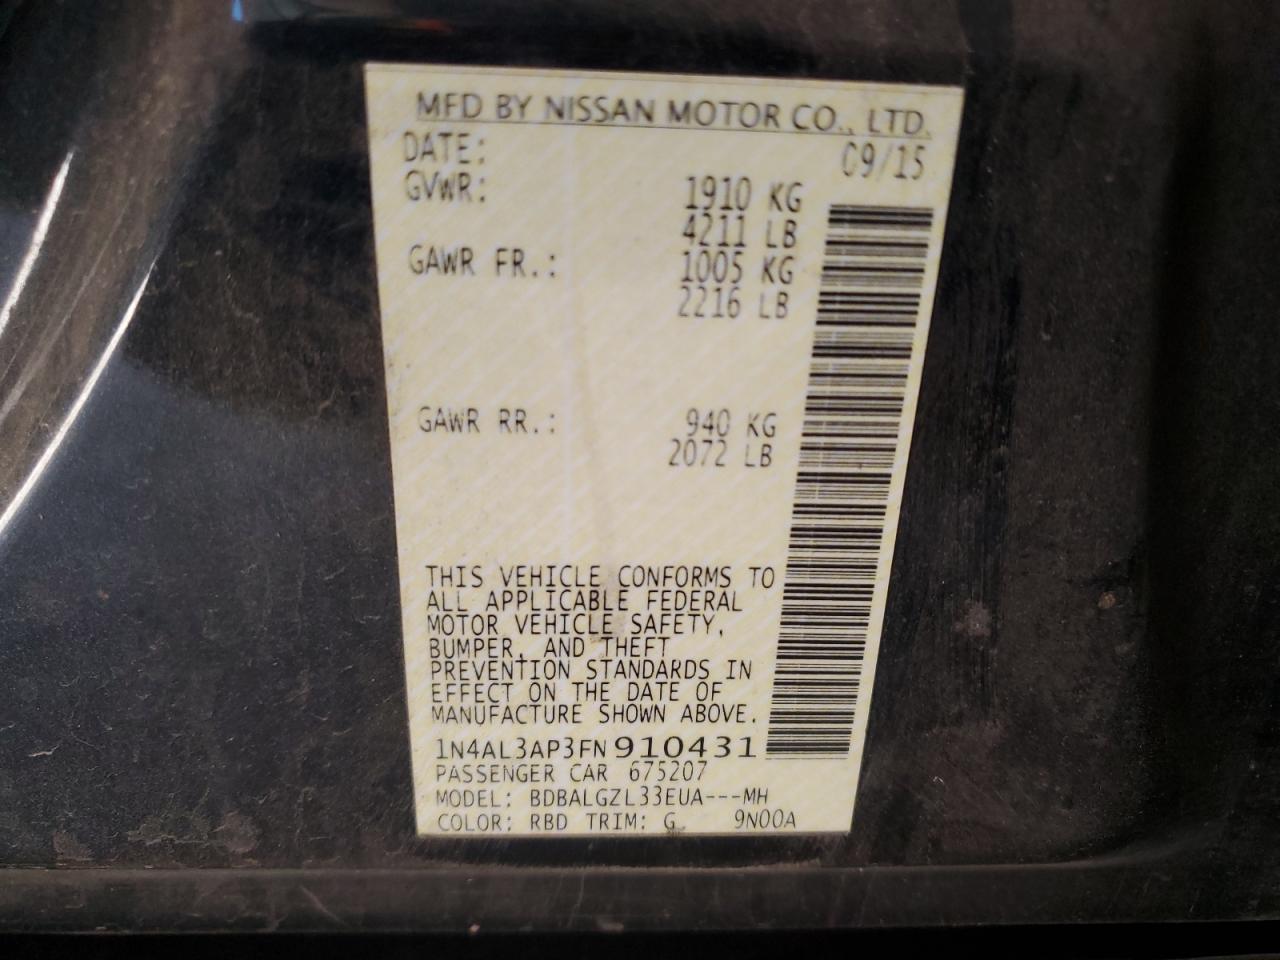 MFD BY NISSAN MOTOR CO., LTD.
DATE: 09/15
GVWR: 1910 KG
4211 LB
GAWR FR.: 1005 KG
2216 LB
GAWR RR.: 940 KG
2072 LB
THIS VEHICLE CONFORMS TO
ALL APPLICABLE FEDERAL
MOTOR VEHICLE SAFETY,
BUMPER, AND THEFT
PREVENTION STANDARDS IN
EFFECT ON THE DATE OF
MANUFACTURE SHOWN ABOVE.
1N4AL3AP3FN910431
PASSENGER CAR 675207
MODEL: BDBALGZL33EUA---MH
COLOR: RBD TRIM: G 9N00A